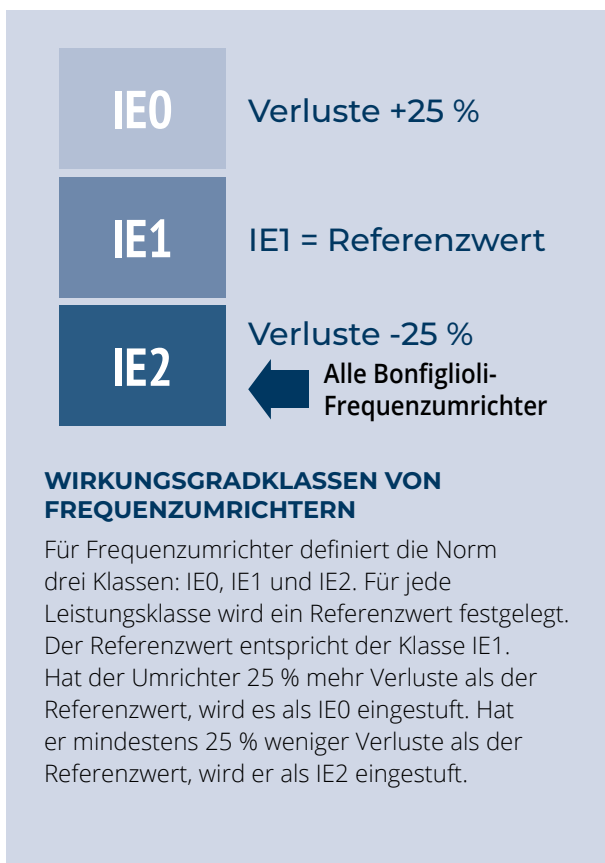 IE0
Verluste +25 %
IE1
IE1 = Referenzwert
IE2
Verluste -25 %
Alle Bonfiglioli-
Frequenzumrichter
WIRKUNGSGRADKLASSEN VON
FREQUENZUMRICHTERN
Für Frequenzumrichter definiert die Norm
drei Klassen: IE0, IE1 und IE2. Für jede
Leistungsklasse wird ein Referenzwert festgelegt.
Der Referenzwert entspricht der Klasse IE1.
Hat der Umrichter 25 % mehr Verluste als der
Referenzwert, wird es als IE0 eingestuft. Hat
er mindestens 25 % weniger Verluste als der
Referenzwert, wird er als IE2 eingestuft.